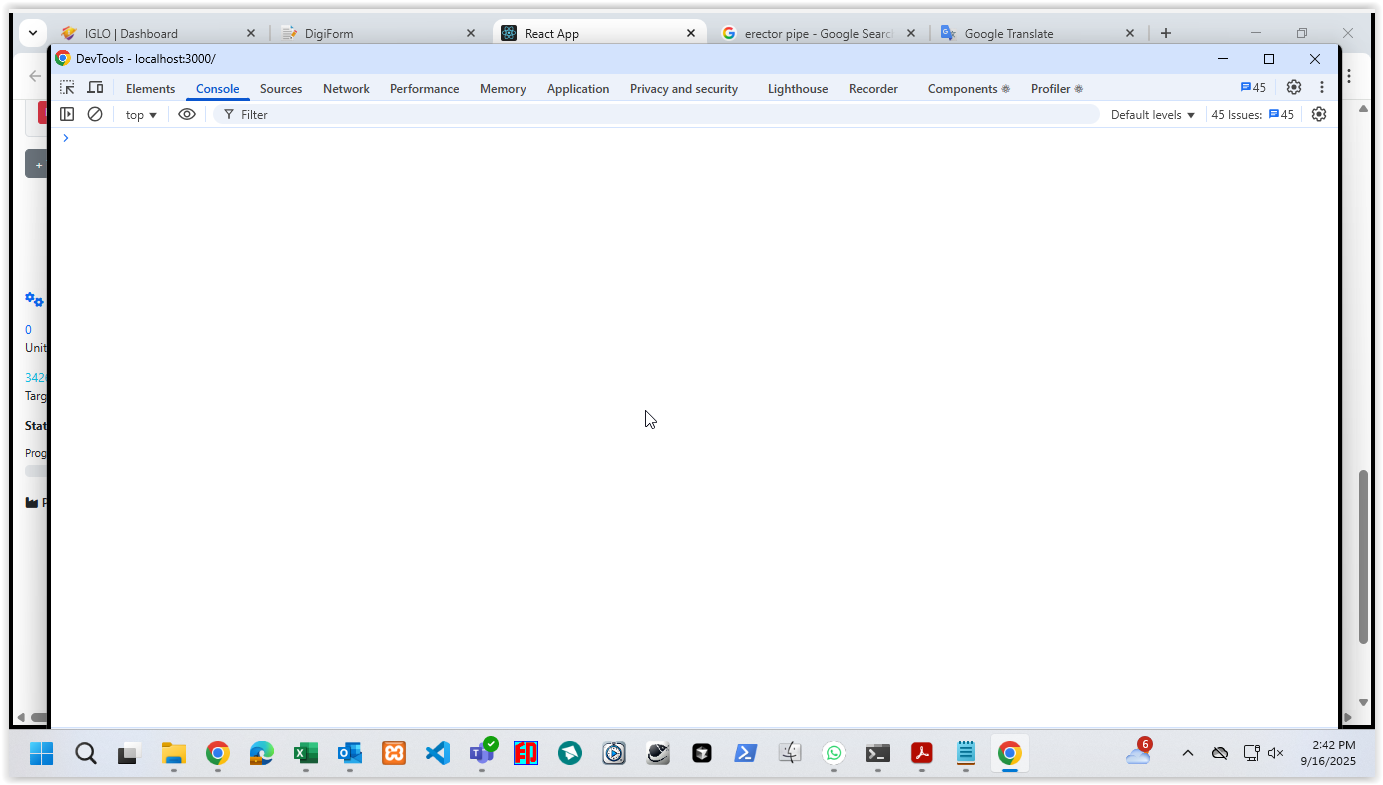 IGLO | Dashboard
DigiForm
React App
erector pipe - Google Searc
Google Translate
DevTools - localhost:3000/
Elements
Console
Sources
Network
Performance
Memory
Application
Privacy and security
Lighthouse
Recorder
Components
Profiler
45
top
Filter
Default levels
45 Issues:
45
+
0
Unit
3426
Targ
Stat
Prog
P
6
2:42 PM
9/16/2025